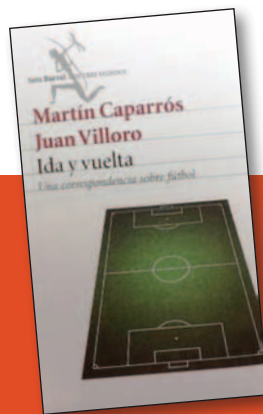 Seix Barral
Martín Caparrós
Juan Villoro
Ida y vuelta
Una correspondencia sobre fútbol